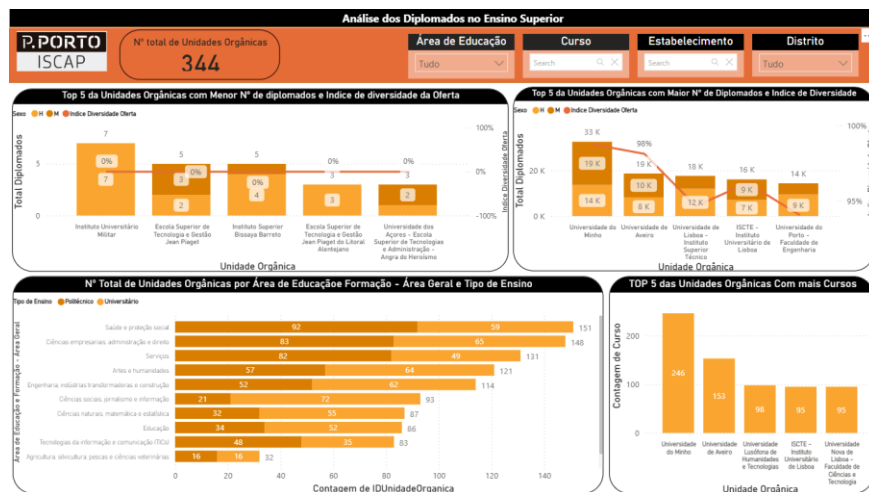 Análise dos Diplomados no Ensino Superior
P.PORTO
ISCAP
Nº total de Unidades Orgânicas
344
Área de Educação
Tudo
Curso
Search
Estabelecimento
Search
Distrito
Tudo
Top 5 da Unidades Orgânicas com Menor Nº de diplomados e Indice de diversidade da Oferta
Sexo H M Indice Diversidade Oferta
Total Diplomados
5
0
7
0%
7
5
0%
3
2
5
0%
4
0%
3
3
0%
3
2
100%
0%
-100%
Indice Diversidade Oferta
Instituto Universitário
Militar
Escola Superior de
Tecnologia e Gestão
Jean Piaget
Instituto Superior
Bissaya Barreto
Escola Superior de
Tecnologia e Gestão
Jean Piaget do Litoral
Alentejano
Universidade dos
Açores - Escola
Superior de Tecnologias
e Administração -
Angra do Heroísmo
Unidade Orgânica
Top 5 da Unidades Orgânicas com Maior Nº de Diplomados e Indice de Diversidade
Sexo H M Indice Diversidade Oferta
Total Diplomados
20 K
0 K
33 K
19 K
14 K
98%
19 K
10 K
8 K
18 K
12 K
16 K
9 K
7 K
14 K
9 K
100%
95%
Universidade do
Minho
Universidade de
Aveiro
Universidade de
Lisboa -
Instituto
Superior
Técnico
ISCTE -
Instituto
Universitário de
Lisboa
Universidade do
Porto -
Faculdade de
Engenharia
Unidade Orgânica
Nº Total de Unidades Orgânicas por Área de Educaçãoe Formação - Área Geral e Tipo de Ensino
Tipo de Ensino Politécnico Universitário
Área de Educação e Formação - Área Geral
Saúde e proteção social 92 59 151
Ciências empresariais, administração e direito 83 65 148
Serviços 82 49 131
Artes e humanidades 57 64 121
Engenharia, indústrias transformadoras e construção 52 62 114
Ciências sociais, jornalismo e informação 21 72 93
Ciências naturais, matemática e estatística 32 55 87
Educação 34 52 86
Tecnologias da informação e comunicação (TICs) 48 35 83
Agricultura, silvicultura, pescas e ciências veterinárias 16 16 32
0 20 40 60 80 100 120 140
Contagem de IDUnidadeOrganica
TOP 5 das Unidades Orgânicas Com mais Cursos
Contagem de Curso
200
100
0
246
153
98
95
95
Universidade
do Minho
Universidade
de Aveiro
Universidade
Lusófona de
Humanidades
e Tecnologias
ISCTE -
Instituto
Universitário
de Lisboa
Universidade
Nova de
Lisboa -
Faculdade de
Ciências e
Tecnologia
Unidade Orgânica